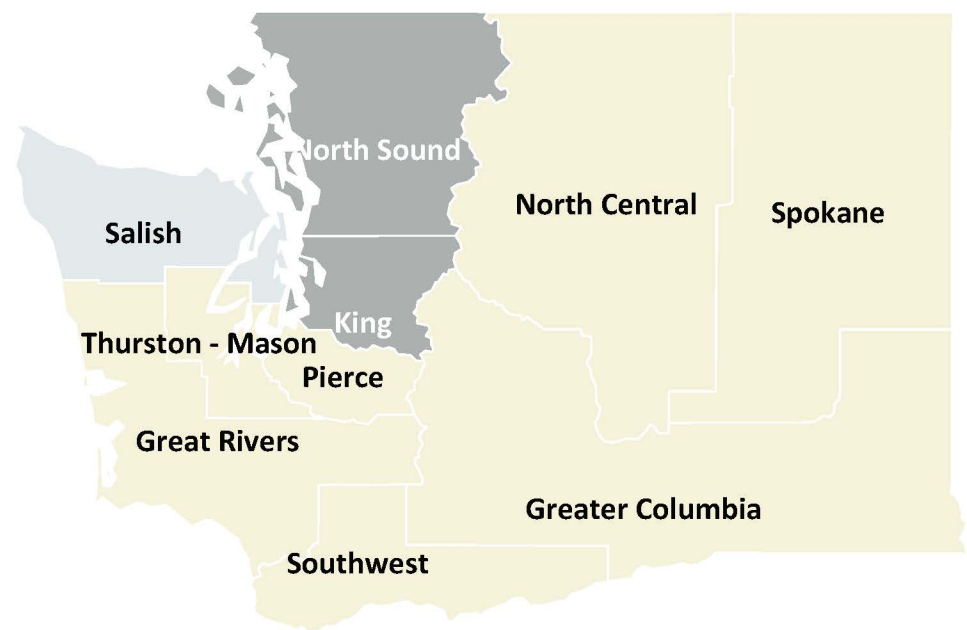 North Sound
North Central
Spokane
Salish
King
Thurston - Mason
Pierce
Great Rivers
Greater Columbia
Southwest